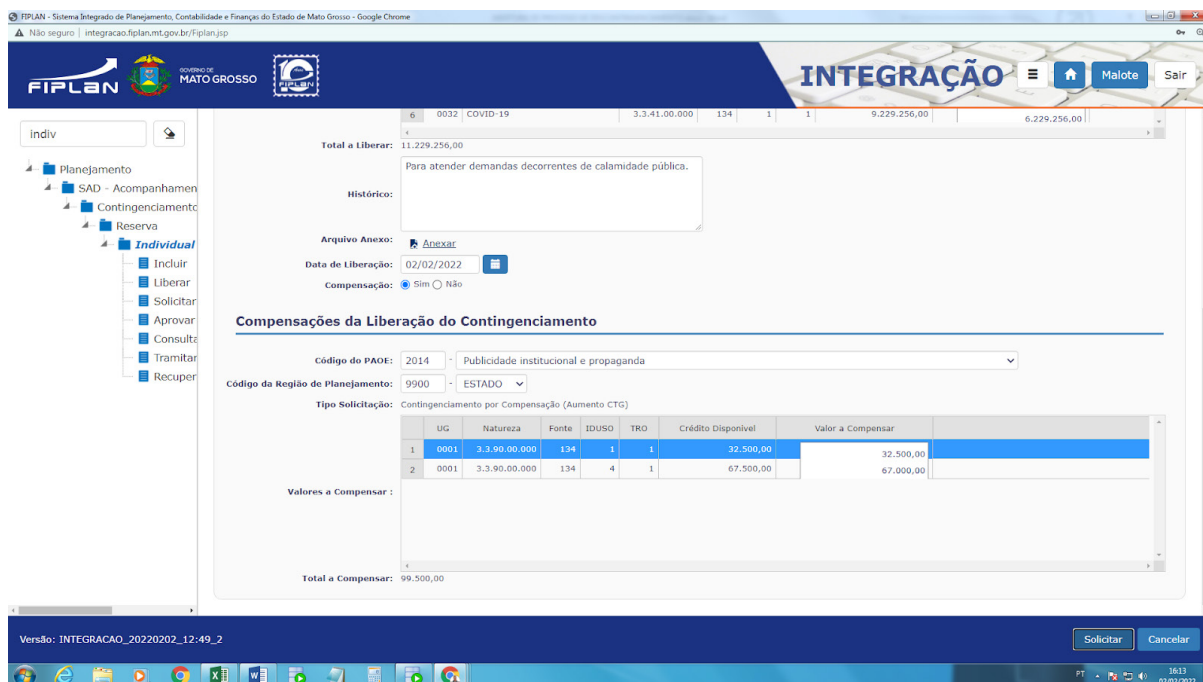 FIPLAN - Sistema Integrado de Planejamento, Contabilidade e Finanças do Estado de Mato Grosso - Google Chrome
Não seguro | integracao.fiplan.mt.gov.br/Fiplan.jsp
FIPLAN GOVERNO DE MATO GROSSO FIPLAN INTEGRAÇÃO Malote Sair
indiv
Planejamento
SAD - Acompanhamen
Contingenciamento
Reserva
Individual
Incluir
Liberar
Solicitar
Aprovar
Consulta
Tramitar
Recuper
6 0032 COVID-19 3.3.41.00.000 134 1 1 9.229.256,00 6.229.256,00
Total a Liberar: 11.229.256,00
Histórico: Para atender demandas decorrentes de calamidade pública.
Arquivo Anexo: Anexar
Data de Liberação: 02/02/2022
Compensação: Sim Não
Compensações da Liberação do Contingenciamento
Código do PAOE: 2014 - Publicidade institucional e propaganda
Código da Região de Planejamento: 9900 - ESTADO
Tipo Solicitação: Contingenciamento por Compensação (Aumento CTG)
UG Natureza Fonte IDUSO TRO Crédito Disponível Valor a Compensar
1 0001 3.3.90.00.000 134 1 1 32.500,00 32.500,00
2 0001 3.3.90.00.000 134 4 1 67.500,00 67.000,00
Valores a Compensar :
Total a Compensar: 99.500,00
Versão: INTEGRACAO_20220202_12:49_2 Solicitar Cancelar
PT 16:13
02/02/2022